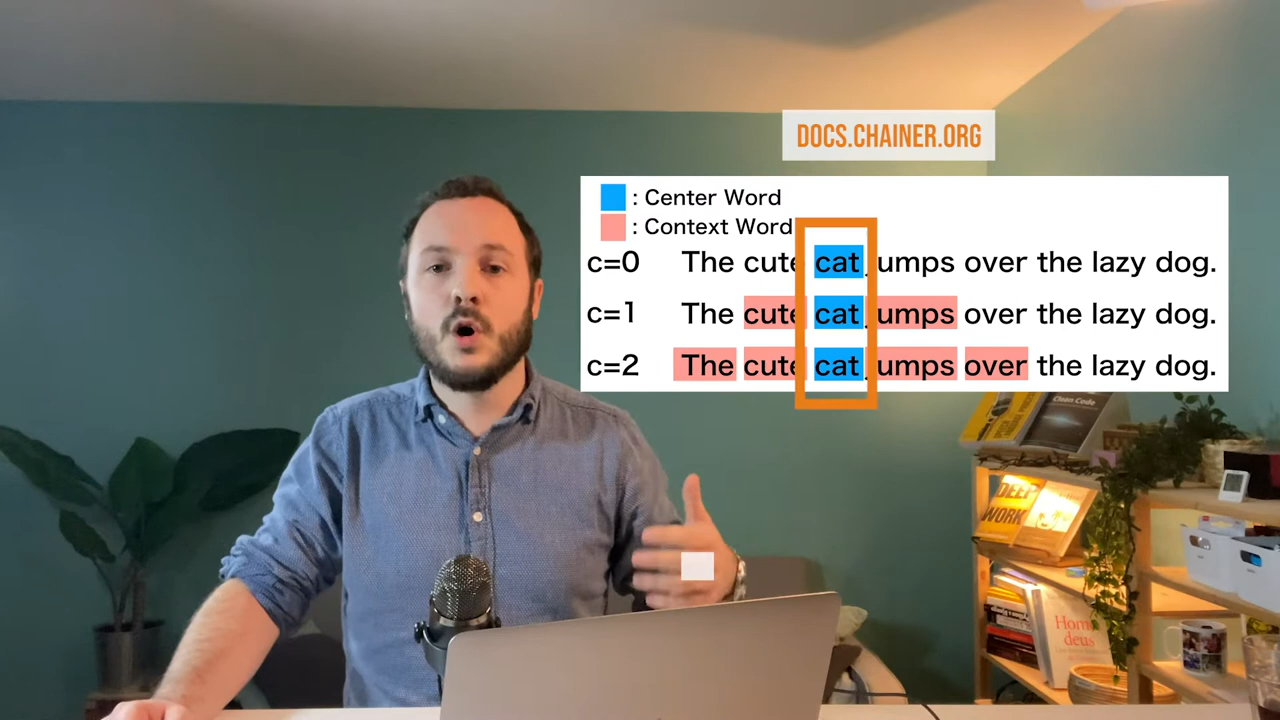 DOCS.CHAINER.ORG
: Center Word
: Context Word
c=0 The cute cat jumps over the lazy dog.
c=1 The cute cat jumps over the lazy dog.
c=2 The cute cat jumps over the lazy dog.
Clean Code
DEEP
WORK
Homo
deus